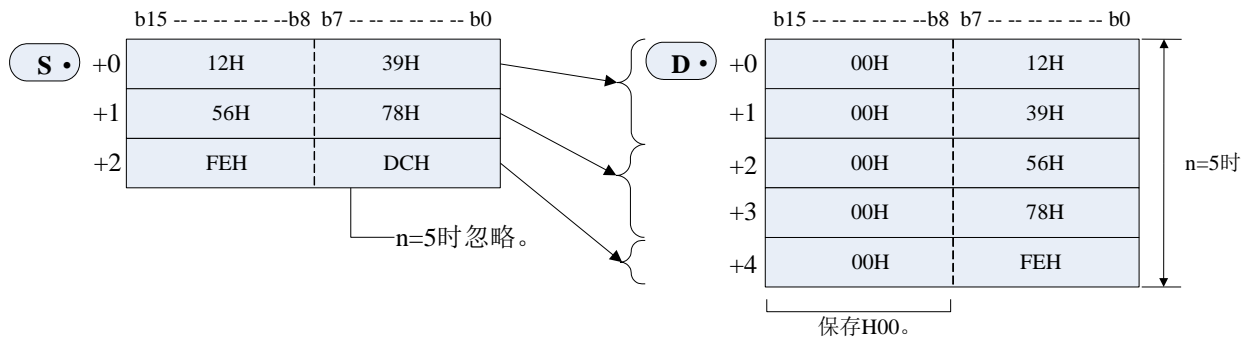 b15 -- -- -- -- -- --b8 b7 -- -- -- -- -- -- b0
S • +0 12H 39H
+1 56H 78H
+2 FEH DCH
n=5时忽略。
b15 -- -- -- -- -- --b8 b7 -- -- -- -- -- -- b0
D • +0 00H 12H
+1 00H 39H
+2 00H 56H
+3 00H 78H
+4 00H FEH
n=5时
保存H00。